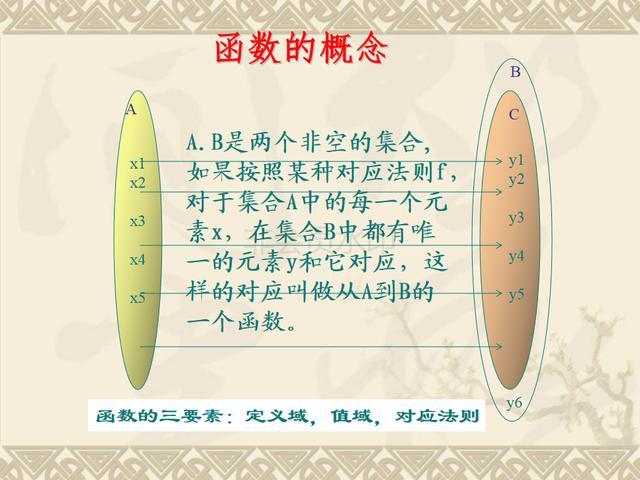 函数的概念
B
A
C
A.B是两个非空的集合，
如果按照某种对应法则f，
对于集合A中的每一个元
素x，在集合B中都有唯
一的元素y和它对应，这
样的对应叫做从A到B的
一个函数。
x1
x2
x3
x4
x5
y1
y2
y3
y4
y5
y6
函数的三要素：定义域，值域，对应法则